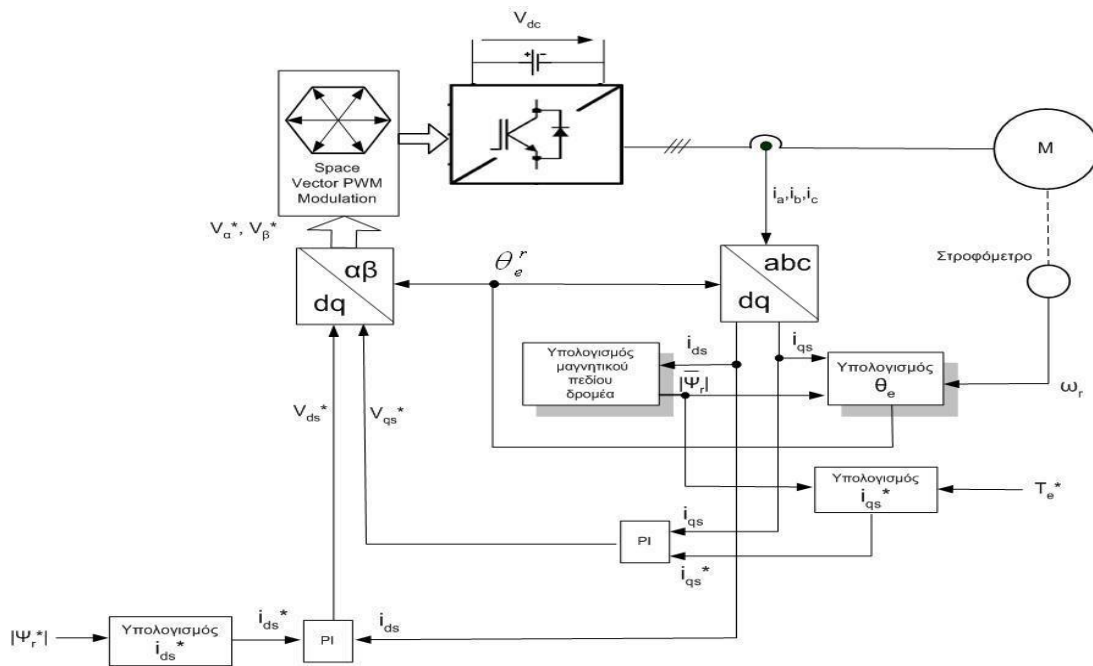 V_dc
+ -
Space
Vector PWM
Modulation
M
i_a,i_b,i_c
V_α*, V_β*
αβ
dq
θ_e^r
abc
dq
Στροφόμετρο
i_ds
i_qs
Υπολογισμός
μαγνητικού
πεδίου
δρομέα
|Ψ̅_r|
Υπολογισμός
θ_e
ω_r
V_ds*
V_qs*
Υπολογισμός
i_qs*
T_e*
i_qs
PI
i_qs*
|Ψ_r*|
Υπολογισμός
i_ds*
i_ds*
PI
i_ds